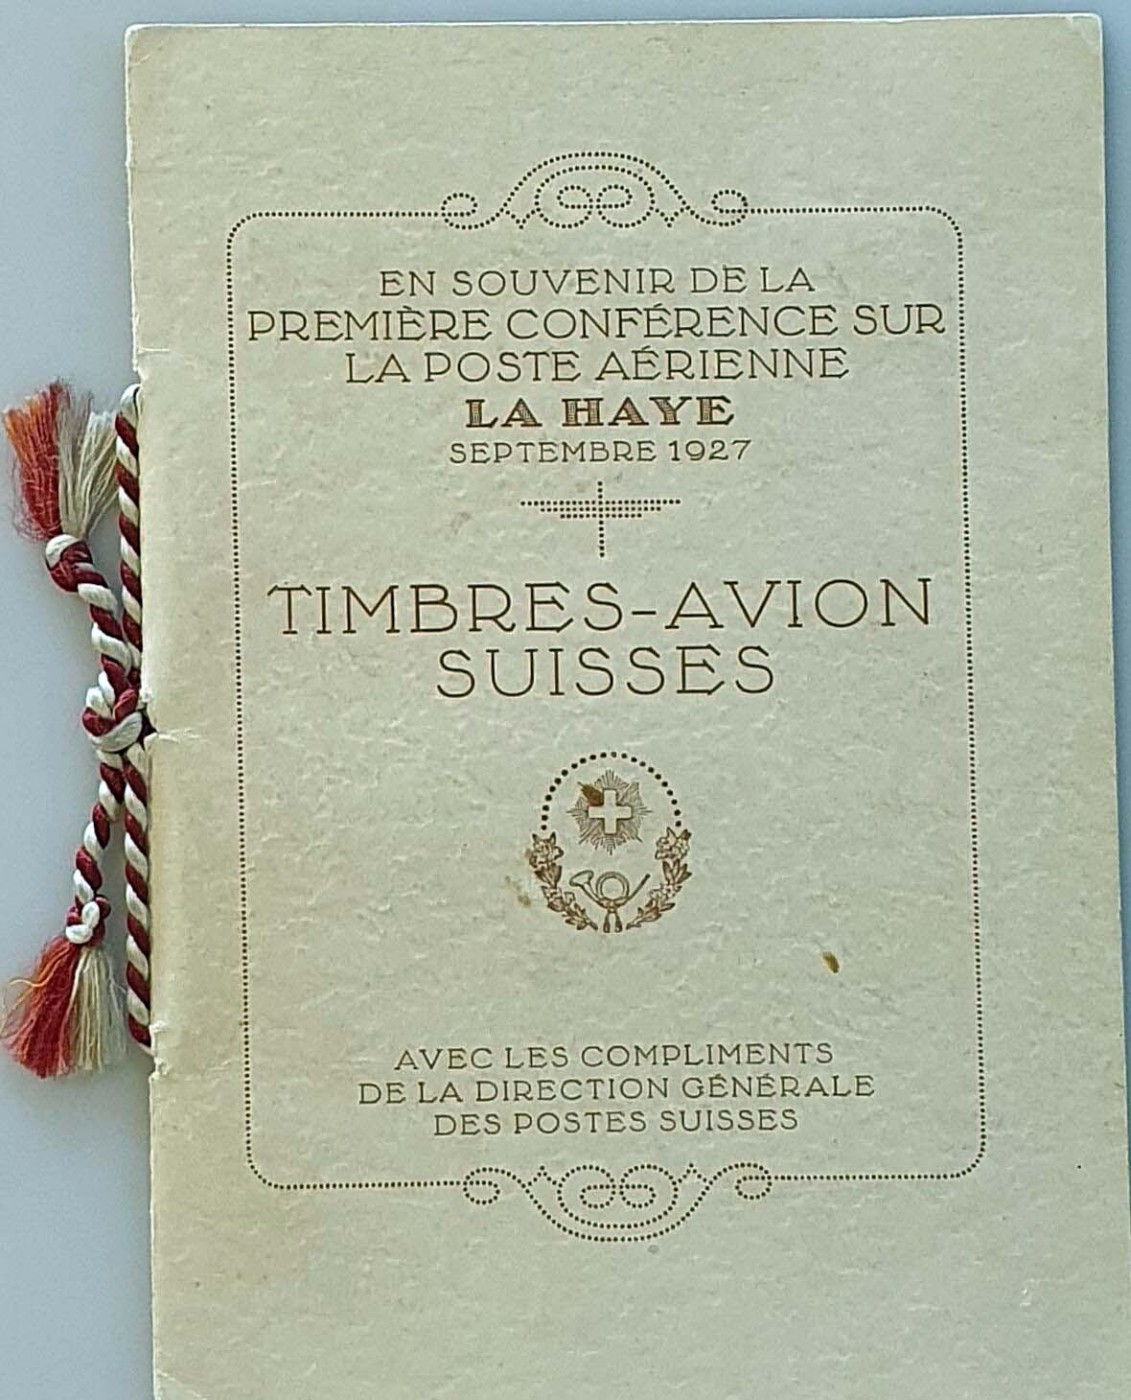 EN SOUVENIR DE LA
PREMIÈRE CONFÉRENCE SUR
LA POSTE AÉRIENNE
LA HAYE
SEPTEMBRE 1927
TIMBRES-AVION
SUISSES
AVEC LES COMPLIMENTS
DE LA DIRECTION GÉNÉRALE
DES POSTES SUISSES